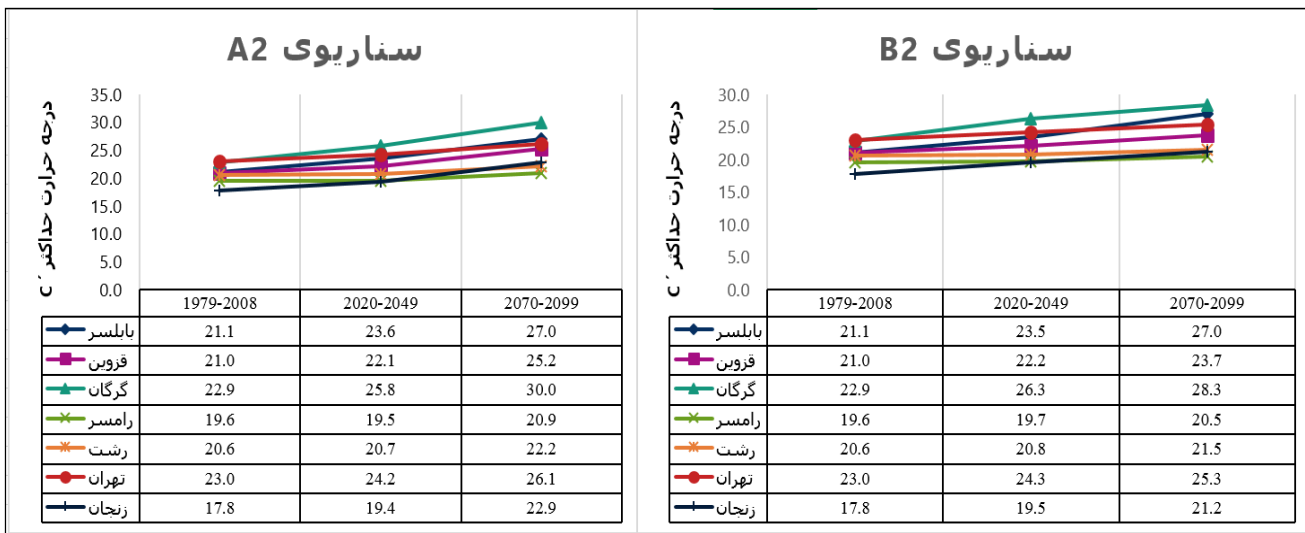 سناریوی A2
درجه حرارت حداکثر C´
35.0
30.0
25.0
20.0
15.0
10.0
5.0
0.0
1979-2008 2020-2049 2070-2099
بابلسر 21.1 23.6 27.0
قزوین 21.0 22.1 25.2
گرگان 22.9 25.8 30.0
رامسر 19.6 19.5 20.9
رشت 20.6 20.7 22.2
تهران 23.0 24.2 26.1
زنجان 17.8 19.4 22.9
سناریوی B2
درجه حرارت حداکثر C´
30.0
25.0
20.0
15.0
10.0
5.0
0.0
1979-2008 2020-2049 2070-2099
بابلسر 21.1 23.5 27.0
قزوین 21.0 22.2 23.7
گرگان 22.9 26.3 28.3
رامسر 19.6 19.7 20.5
رشت 20.6 20.8 21.5
تهران 23.0 24.3 25.3
زنجان 17.8 19.5 21.2